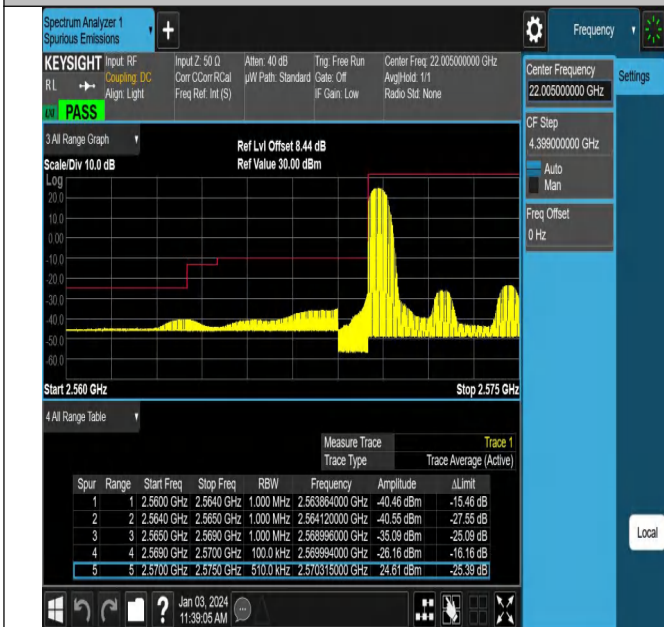 Spectrum Analyzer 1
Spurious Emissions
+
Frequency
KEYSIGHT Input: RF Input Z: 50 Ω Atten: 40 dB Trig: Free Run Center Freq: 22.005000000 GHz
RL Coupling: DC Corr CCorr RCal µW Path: Standard Gate: Off Avg|Hold: 1/1
Align: Light Freq Ref: Int (S) IF Gain: Low Radio Std: None
PASS
Center Frequency
22.005000000 GHz
Settings
CF Step
4.399000000 GHz
Auto
Man
Freq Offset
0 Hz
3 All Range Graph
Ref Lvl Offset 8.44 dB
Scale/Div 10.0 dB Ref Value 30.00 dBm
Log
20.0
10.0
0.00
-10.0
-20.0
-30.0
-40.0
-50.0
-60.0
Start 2.560 GHz Stop 2.575 GHz
4 All Range Table
Measure Trace Trace 1
Trace Type Trace Average (Active)
Spur Range Start Freq Stop Freq RBW Frequency Amplitude ΔLimit
1 1 2.5600 GHz 2.5640 GHz 1.000 MHz 2.563864000 GHz -40.46 dBm -15.46 dB
2 2 2.5640 GHz 2.5650 GHz 1.000 MHz 2.564120000 GHz -40.55 dBm -27.55 dB
3 3 2.5650 GHz 2.5690 GHz 1.000 MHz 2.568996000 GHz -35.09 dBm -25.09 dB
4 4 2.5690 GHz 2.5700 GHz 100.0 kHz 2.569994000 GHz -26.16 dBm -16.16 dB
5 5 2.5700 GHz 2.5750 GHz 510.0 kHz 2.570315000 GHz 24.61 dBm -25.39 dB
Local
? Jan 03, 2024
11:39:05 AM